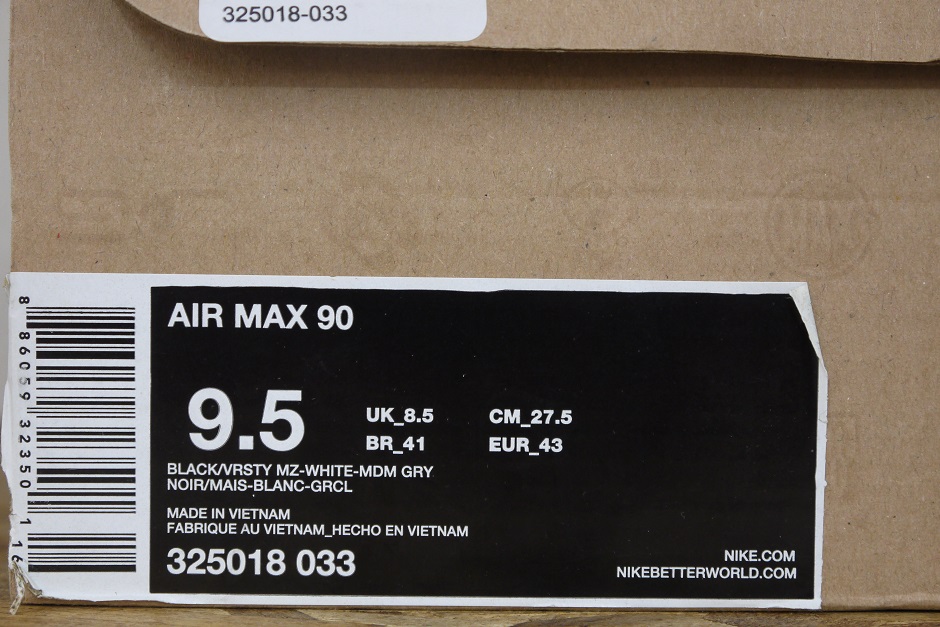 325018-033
AIR MAX 90
9.5
UK_8.5 CM_27.5
BR_41 EUR_43
BLACK/VRSTY MZ-WHITE-MDM GRY
NOIR/MAIS-BLANC-GRCL
MADE IN VIETNAM
FABRIQUE AU VIETNAM_HECHO EN VIETNAM
325018 033
NIKE.COM
NIKEBETTERWORLD.COM
8 86059 32350 1 16